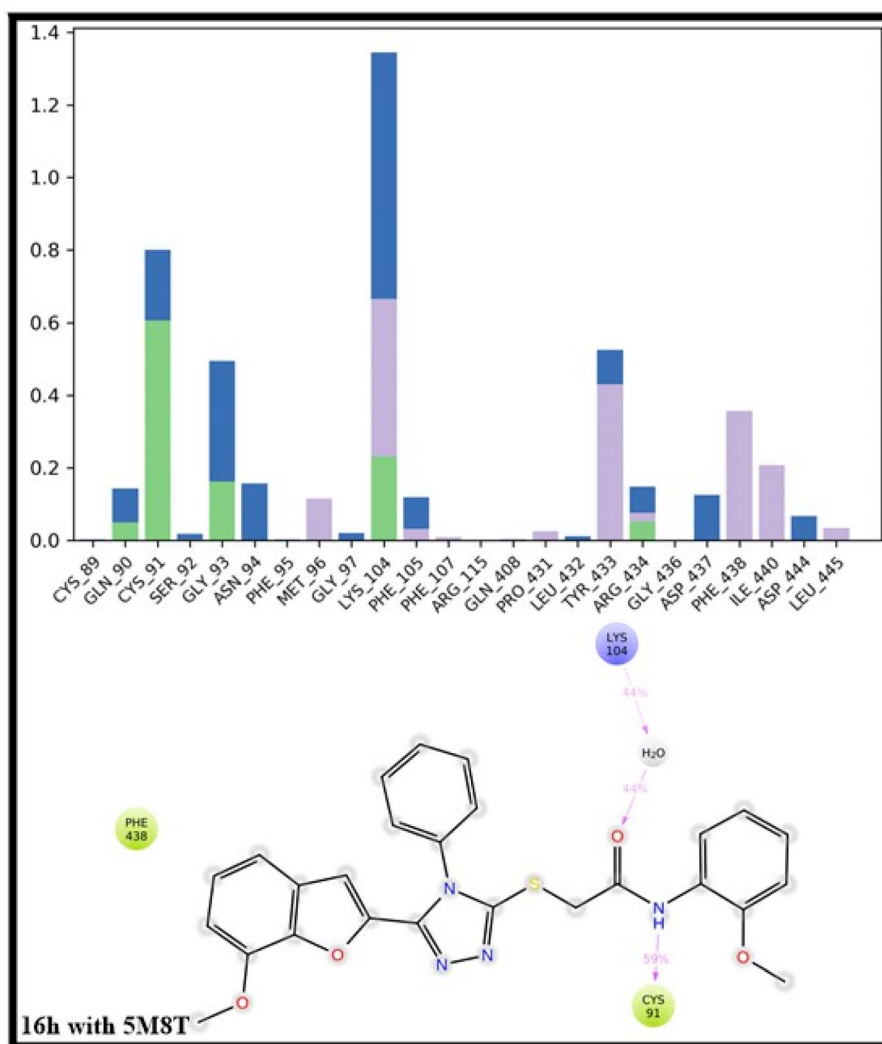 1.4
1.2
1.0
0.8
0.6
0.4
0.2
0.0
CYS_89
GLN_90
CYS_91
SER_92
GLY_93
ASN_94
PHE_95
MET_96
GLY_97
LYS_104
PHE_105
PHE_107
ARG_115
GLN_408
PRO_431
LEU_432
TYR_433
ARG_434
GLY_436
ASP_437
PHE_438
ILE_440
ASP_444
LEU_445
LYS
104
44%
H₂O
44%
PHE
438
O
S
N
N
H
O
N
N
O
59%
O
CYS
91
16h with 5M8T